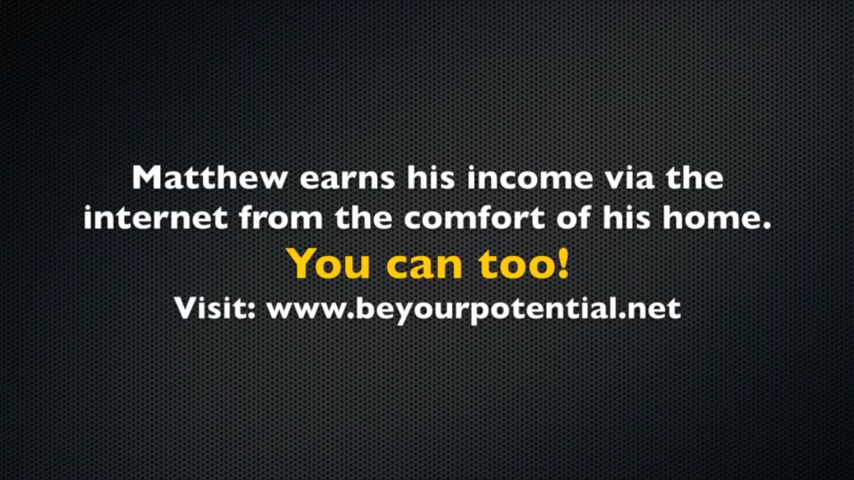 Matthew earns his income via the
internet from the comfort of his home.
You can too!
Visit: www.beyourpotential.net